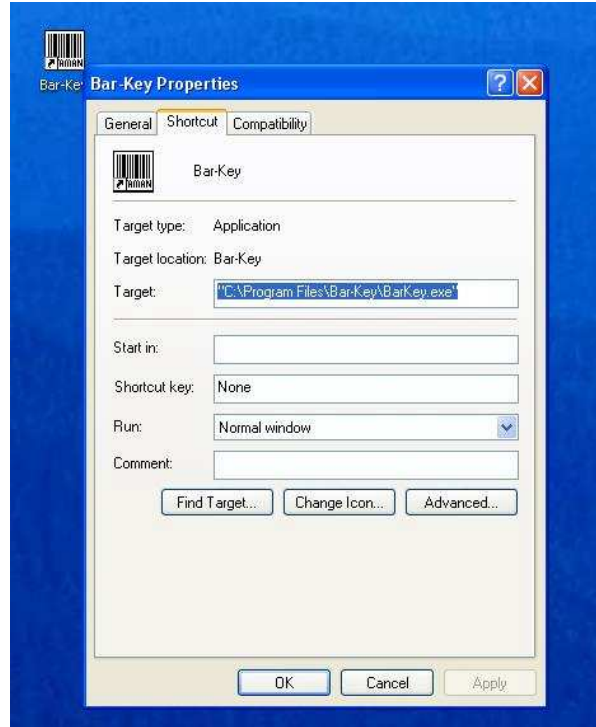 AMAN
Bar-Key
Bar-Key Properties
General Shortcut Compatibility
AMAN
Bar-Key
Target type: Application
Target location: Bar-Key
Target: "C:\Program Files\Bar-Key\BarKey.exe"
Start in:
Shortcut key: None
Run: Normal window
Comment:
Find Target... Change Icon... Advanced...
OK Cancel Apply